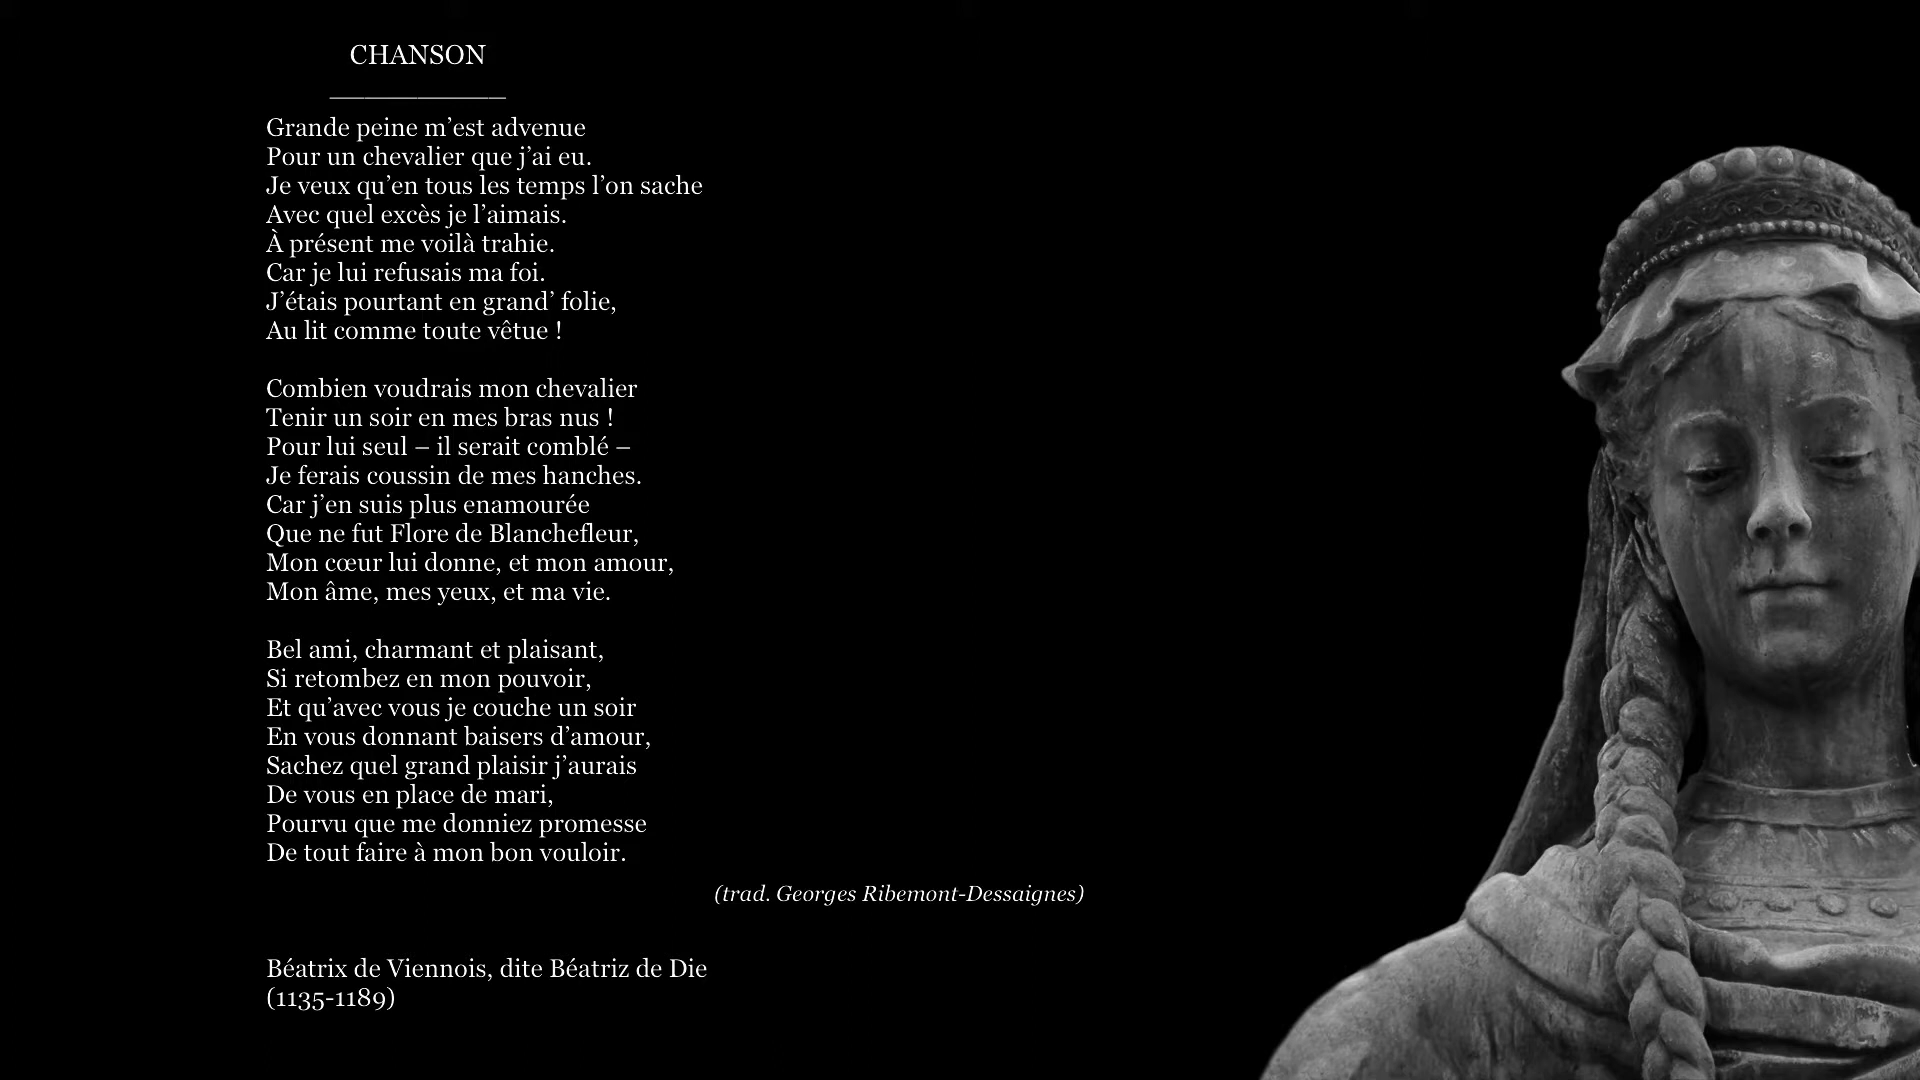 CHANSON
Grande peine m’est advenue
Pour un chevalier que j’ai eu.
Je veux qu’en tous les temps l’on sache
Avec quel excès je l’aimais.
À présent me voilà trahie.
Car je lui refusais ma foi.
J’étais pourtant en grand’ folie,
Au lit comme toute vêtue !
Combien voudrais mon chevalier
Tenir un soir en mes bras nus !
Pour lui seul – il serait comblé –
Je ferais coussin de mes hanches.
Car j’en suis plus enamourée
Que ne fut Flore de Blanchefleur,
Mon cœur lui donne, et mon amour,
Mon âme, mes yeux, et ma vie.
Bel ami, charmant et plaisant,
Si retombez en mon pouvoir,
Et qu’avec vous je couche un soir
En vous donnant baisers d’amour,
Sachez quel grand plaisir j’aurais
De vous en place de mari,
Pourvu que me donniez promesse
De tout faire à mon bon vouloir.
(trad. Georges Ribemont-Dessaignes)
Béatrix de Viennois, dite Béatriz de Die
(1135-1189)